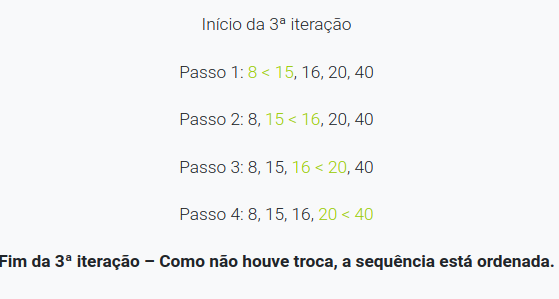 Início da 3ª iteração
Passo 1: 8 < 15, 16, 20, 40
Passo 2: 8, 15 < 16, 20, 40
Passo 3: 8, 15, 16 < 20, 40
Passo 4: 8, 15, 16, 20 < 40
Fim da 3ª iteração – Como não houve troca, a sequência está ordenada.